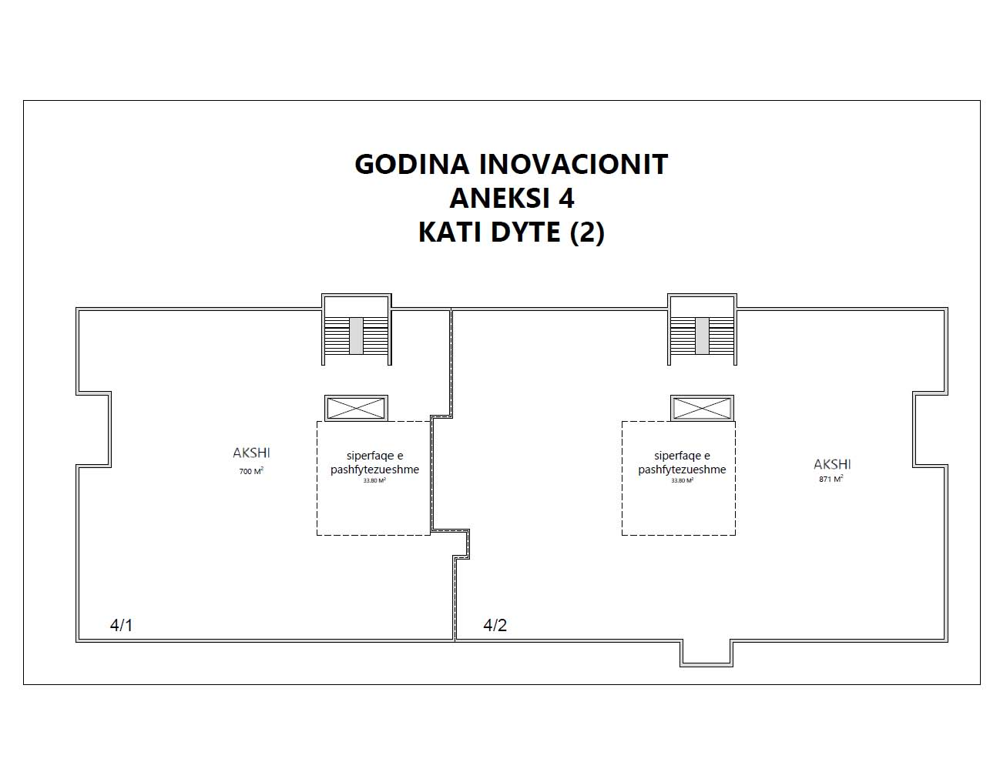 GODINA INOVACIONIT
ANEKSI 4
KATI DYTE (2)
AKSHI
700 M²
siperfaqe e
pashfytezueshme
33.80 M²
siperfaqe e
pashfytezueshme
33.80 M²
AKSHI
871 M²
4/1
4/2